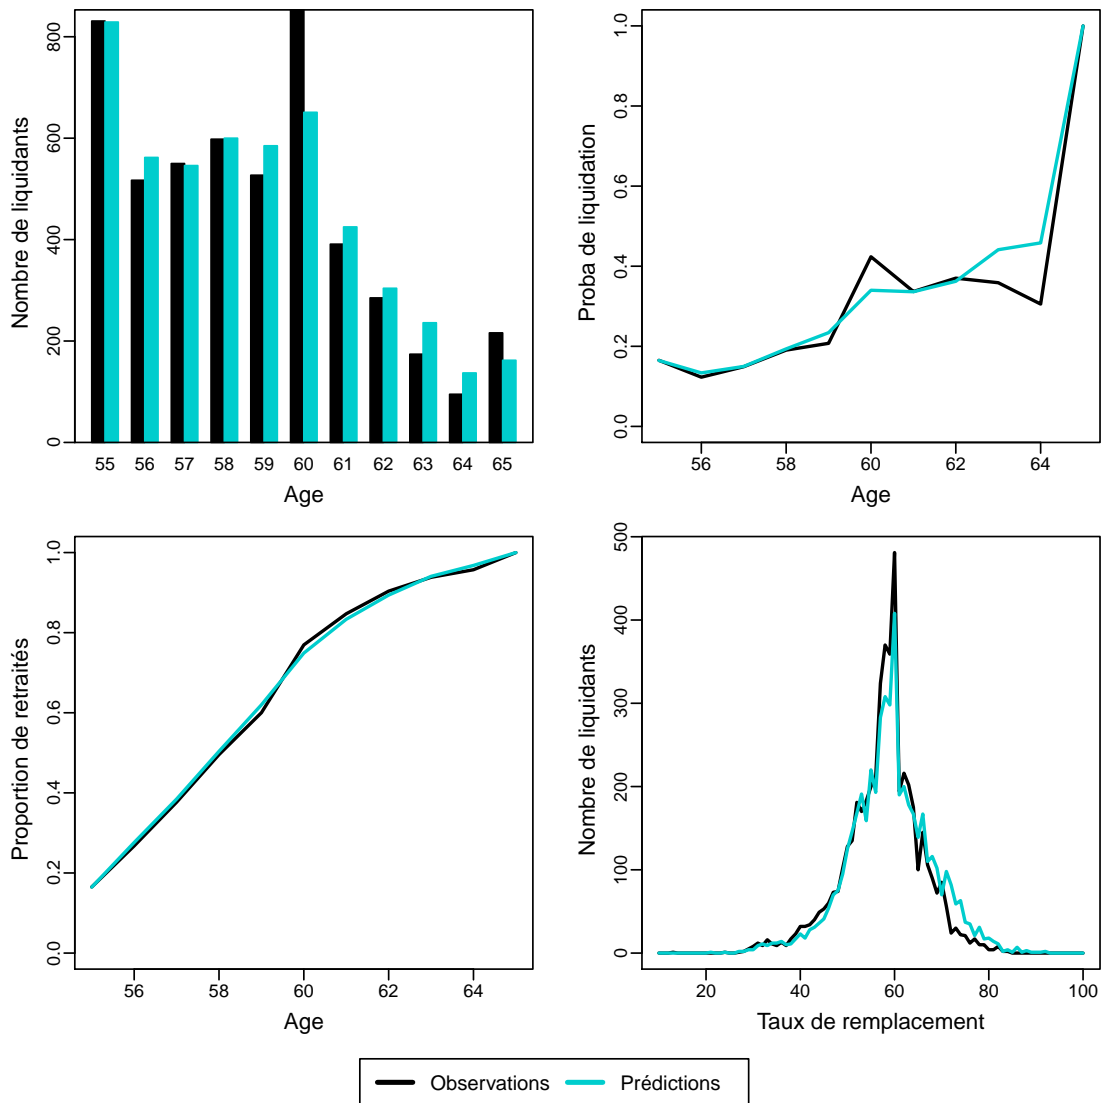 Nombre de liquidants
0 200 400 600 800
55 56 57 58 59 60 61 62 63 64 65
Age
Proba de liquidation
0.0 0.2 0.4 0.6 0.8 1.0
56 58 60 62 64
Age
Proportion de retraités
0.0 0.2 0.4 0.6 0.8 1.0
56 58 60 62 64
Age
Nombre de liquidants
0 100 200 300 400 500
20 40 60 80 100
Taux de remplacement
Observations Prédictions